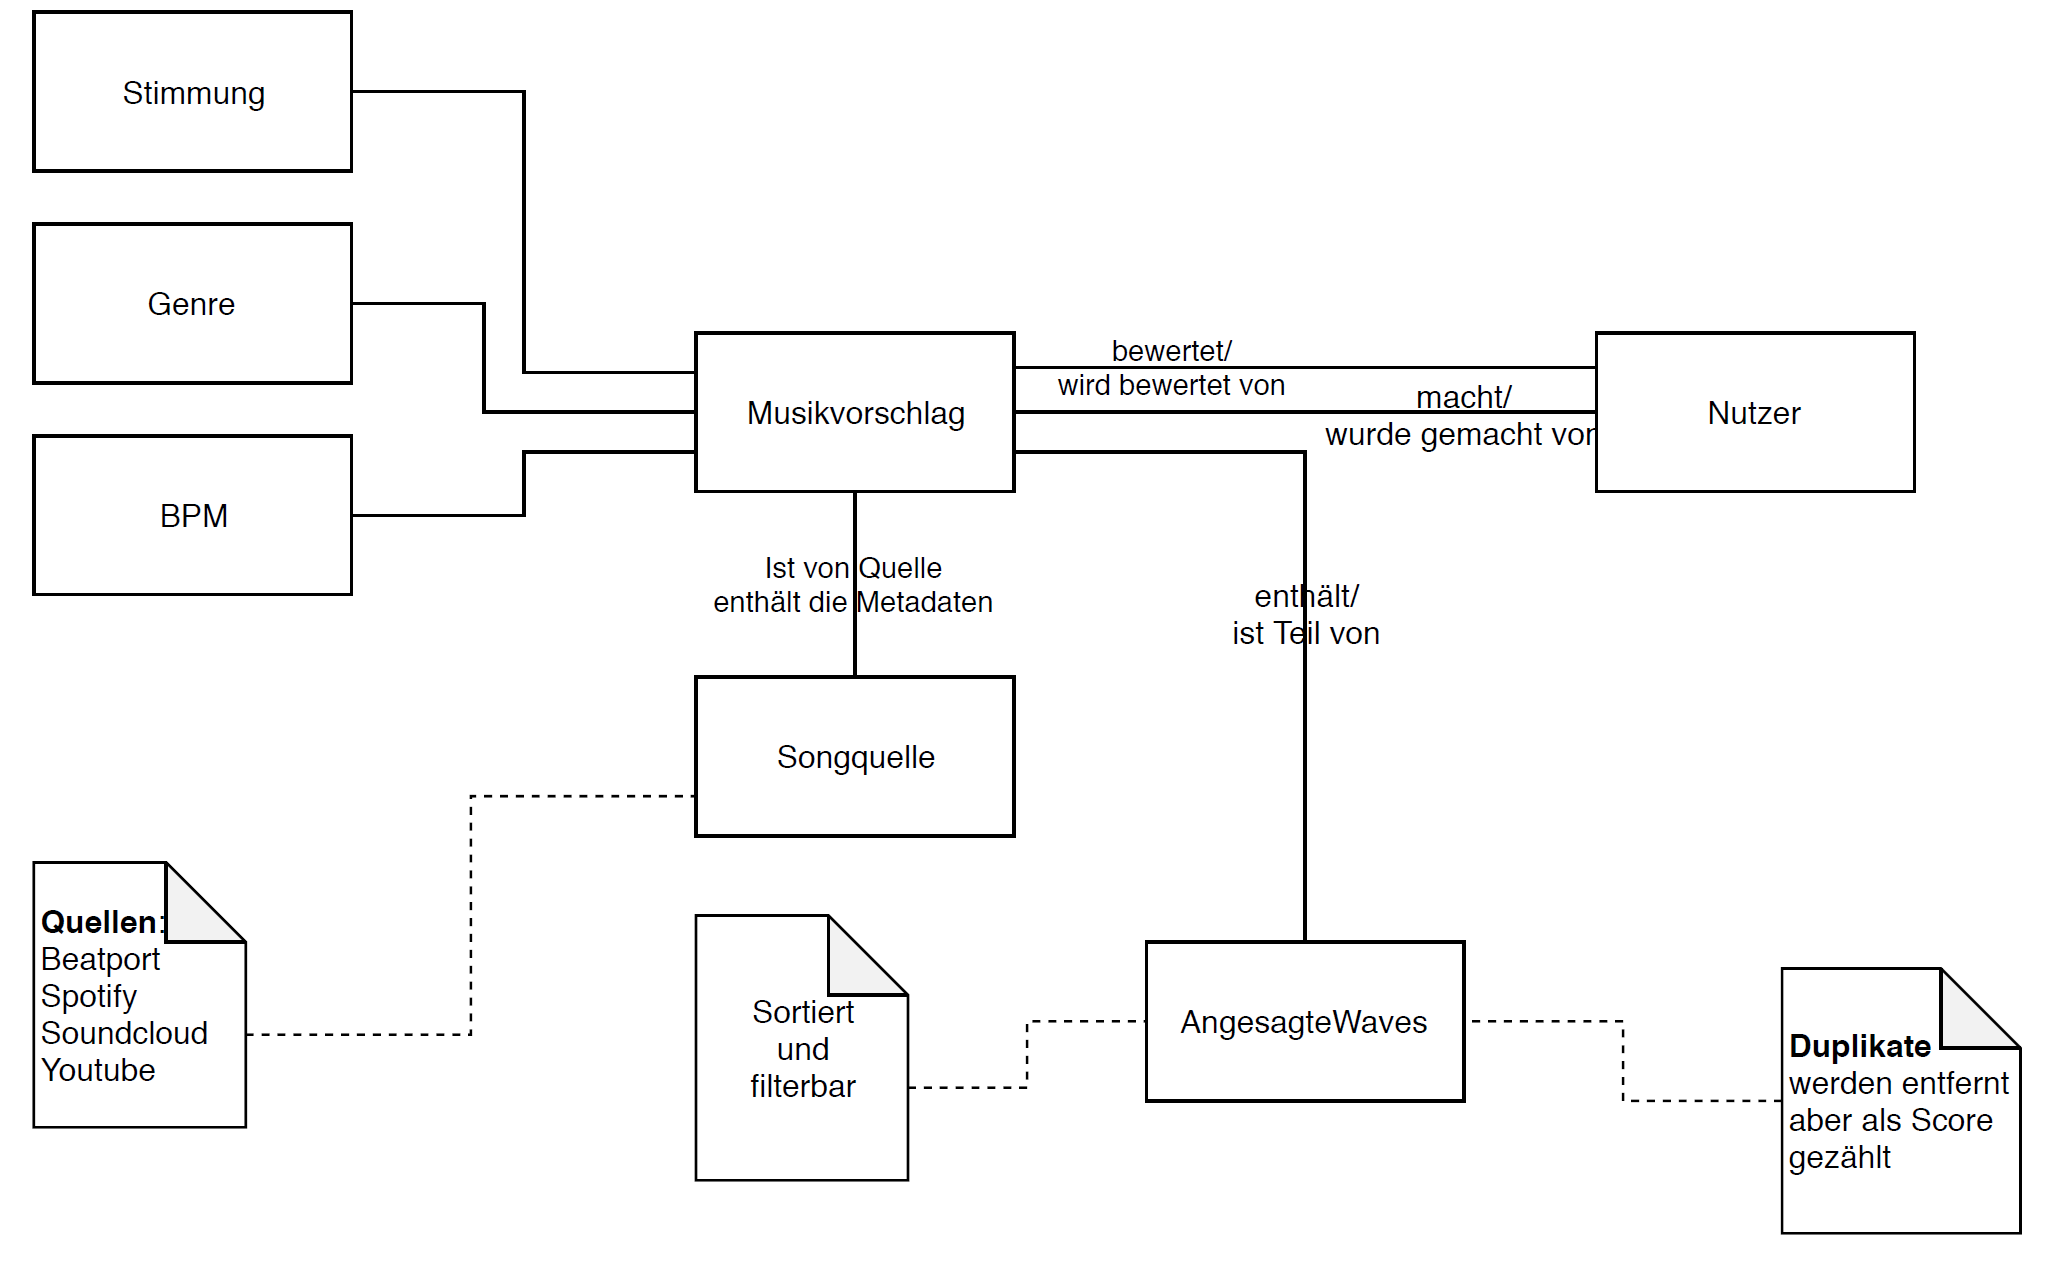 Stimmung
Genre
BPM
Musikvorschlag
bewertet/
wird bewertet von
macht/
wurde gemacht von
Nutzer
Ist von Quelle
enthält die Metadaten
enthält/
ist Teil von
Songquelle
Quellen:
Beatport
Spotify
Soundcloud
Youtube
Sortiert
und
filterbar
AngesagteWaves
Duplikate
werden entfernt
aber als Score
gezählt